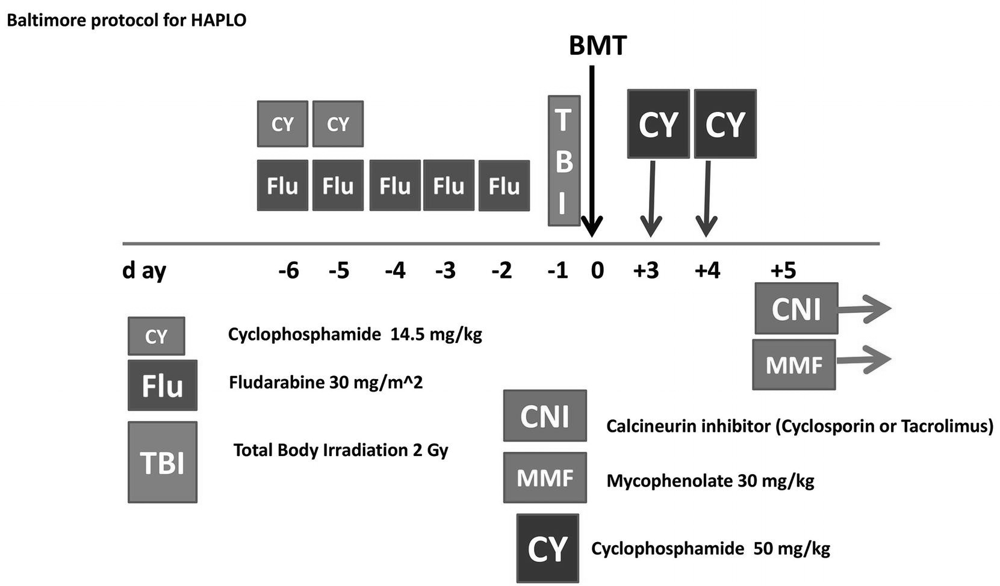 Baltimore protocol for HAPLO
BMT
CY CY
T
B
I
CY CY
Flu Flu Flu Flu Flu
d ay -6 -5 -4 -3 -2 -1 0 +3 +4 +5
CNI
MMF
CY Cyclophosphamide 14.5 mg/kg
Flu Fludarabine 30 mg/m^2
TBI Total Body Irradiation 2 Gy
CNI Calcineurin inhibitor (Cyclosporin or Tacrolimus)
MMF Mycophenolate 30 mg/kg
CY Cyclophosphamide 50 mg/kg